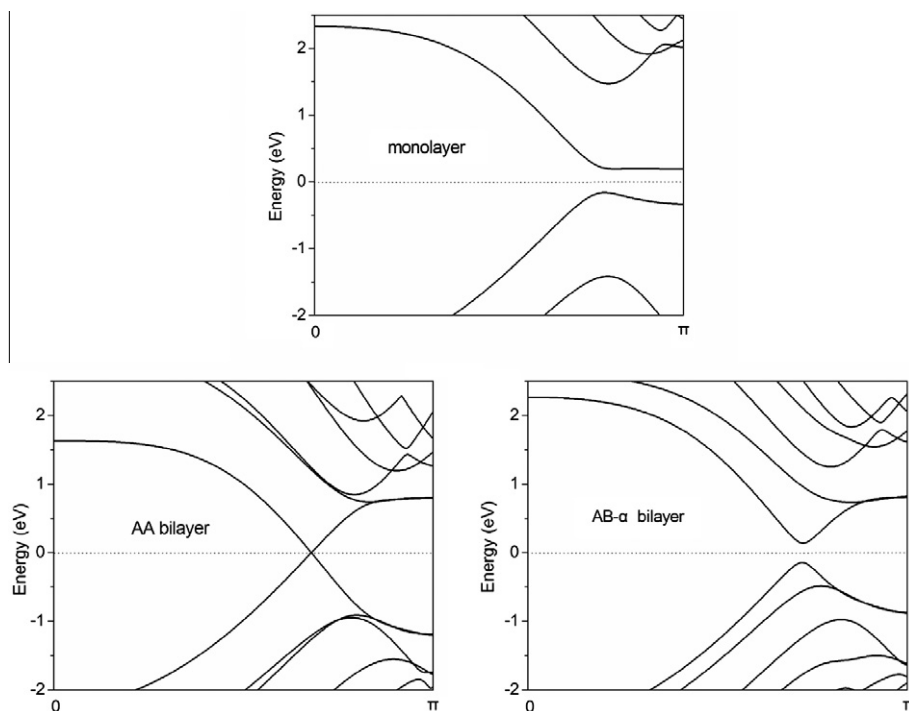 2
1
0
-1
-2
Energy (eV)
monolayer
0
π
2
1
0
-1
-2
Energy (eV)
AA bilayer
0
π
2
1
0
-1
-2
Energy (eV)
AB-α bilayer
0
π